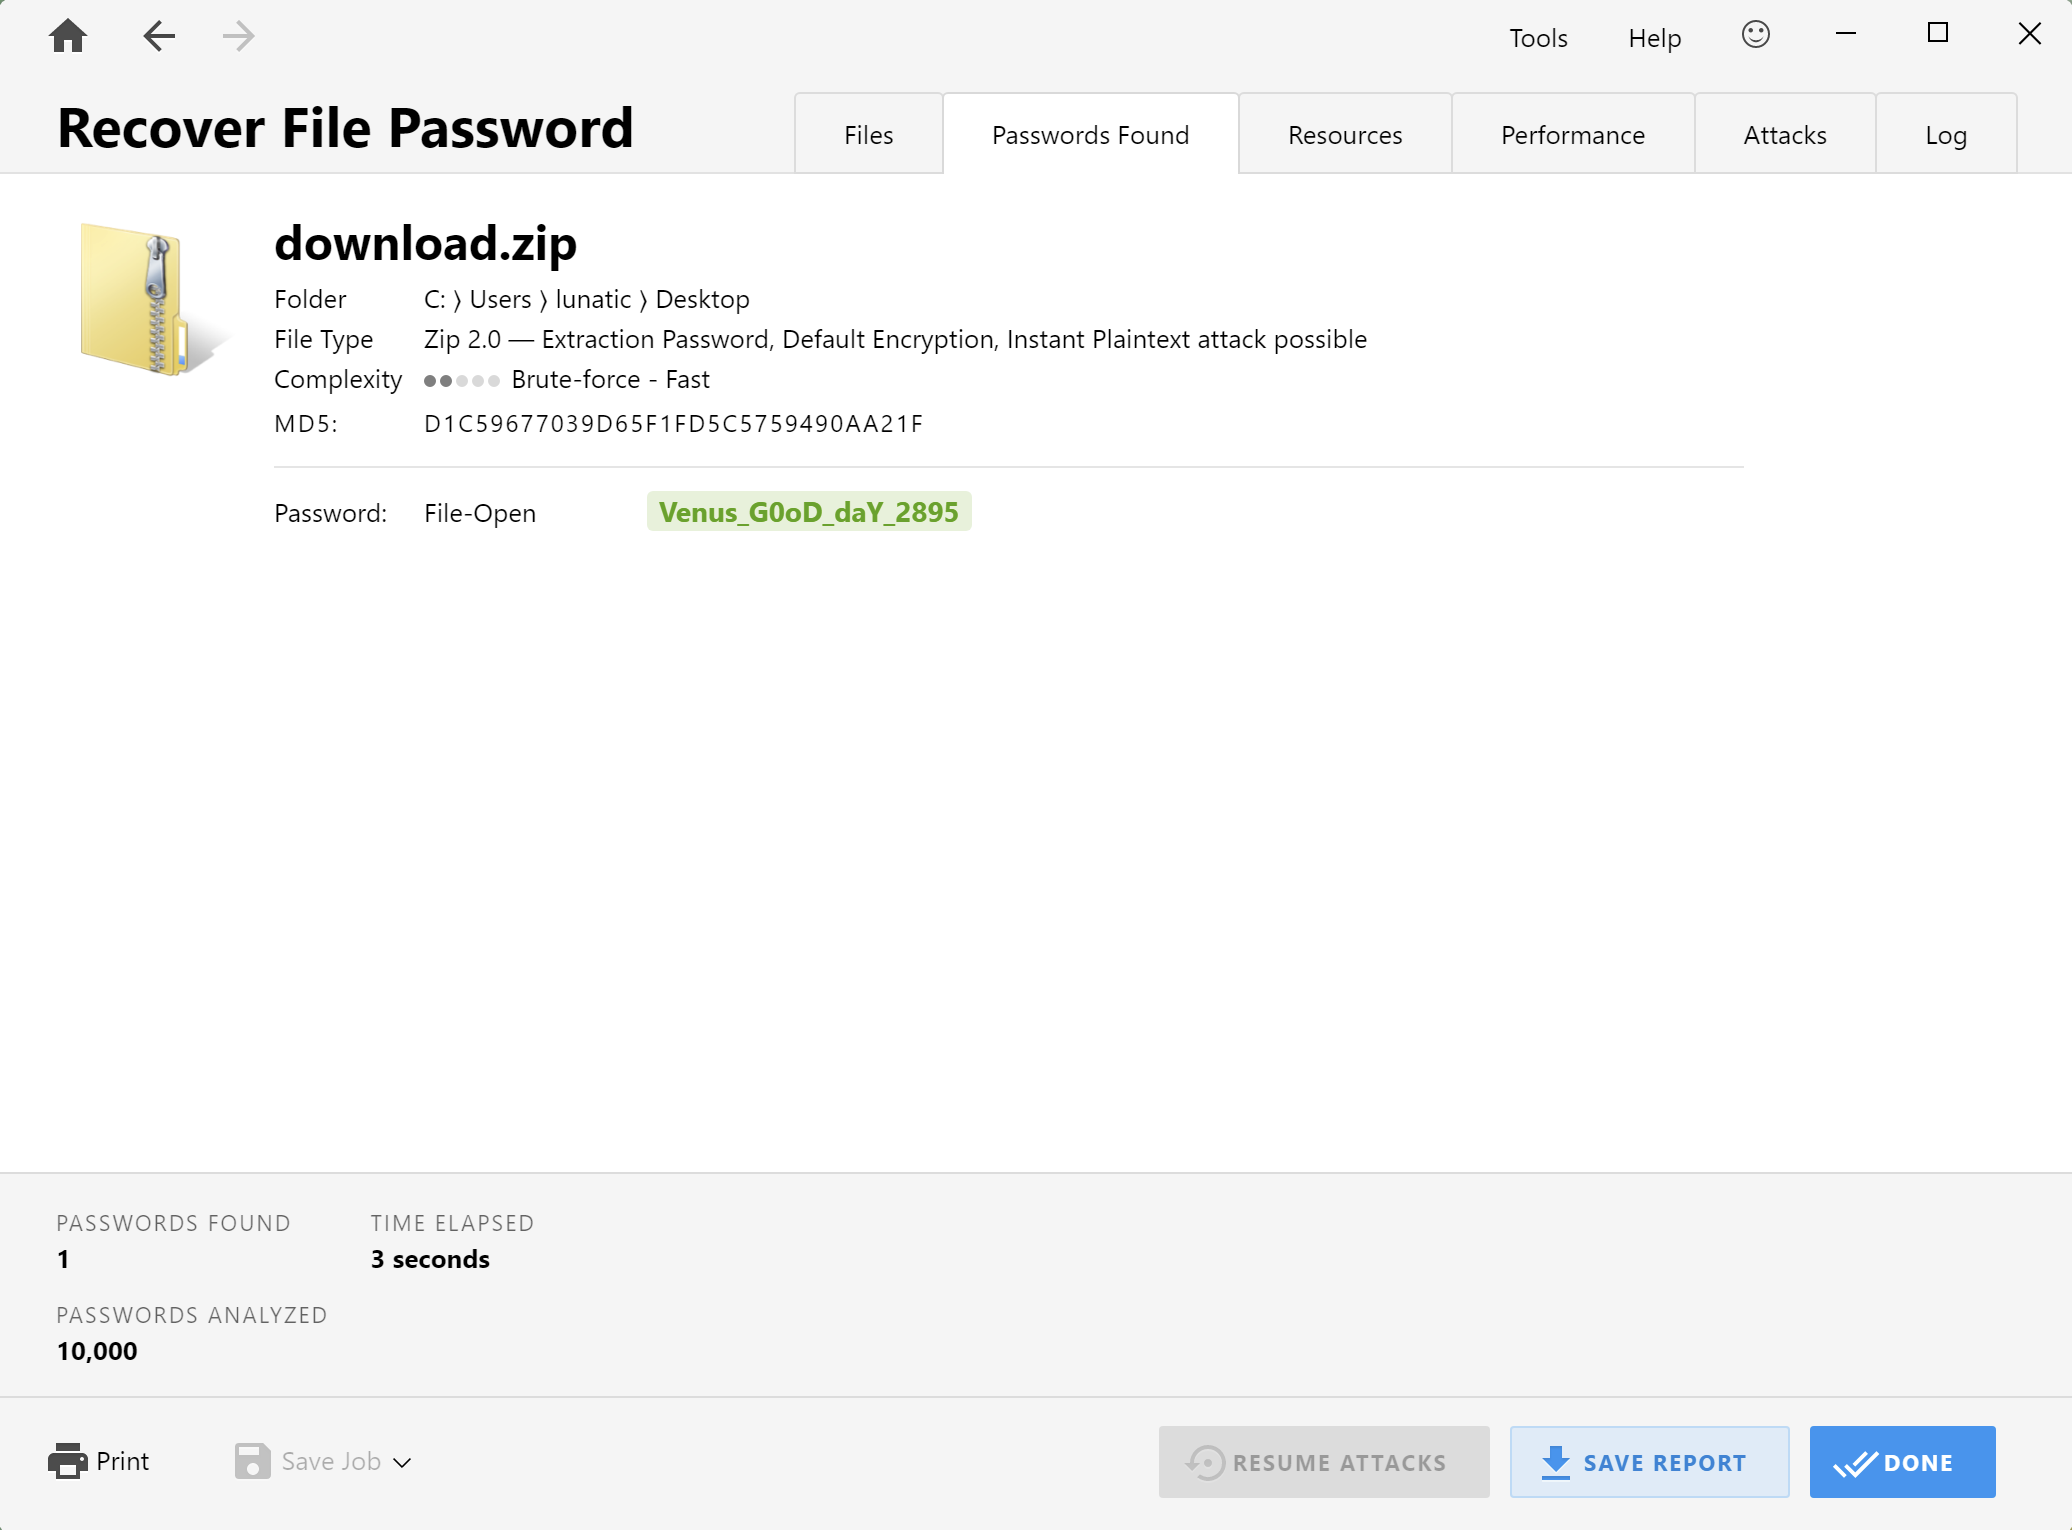 Tools Help
Recover File Password
Files Passwords Found Resources Performance Attacks Log
download.zip
Folder C: ⟩ Users ⟩ lunatic ⟩ Desktop
File Type Zip 2.0 — Extraction Password, Default Encryption, Instant Plaintext attack possible
Complexity Brute-force - Fast
MD5: D1C59677039D65F1FD5C5759490AA21F
Password: File-Open Venus_G0oD_daY_2895
PASSWORDS FOUND TIME ELAPSED
1 3 seconds
PASSWORDS ANALYZED
10,000
Print Save Job RESUME ATTACKS SAVE REPORT DONE